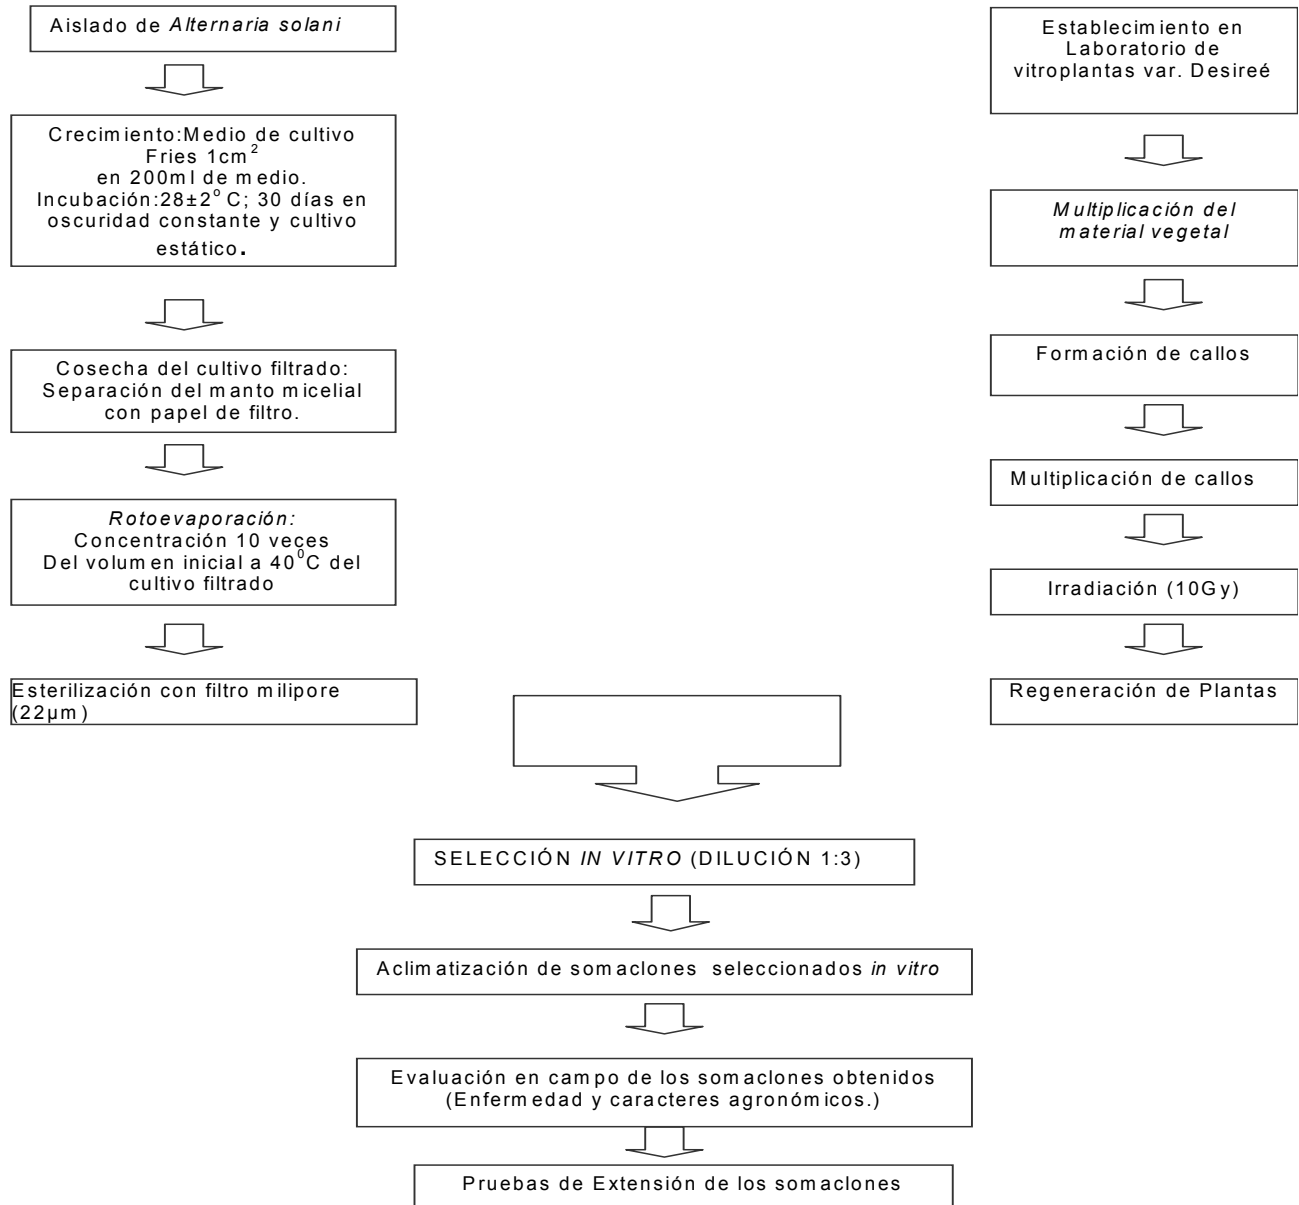 Aislado de Alternaria solani
Crecimiento:Medio de cultivo
Fries 1cm²
en 200ml de medio.
Incubación:28±2°C; 30 días en
oscuridad constante y cultivo
estático.
Cosecha del cultivo filtrado:
Separación del manto micelial
con papel de filtro.
Rotoevaporación:
Concentración 10 veces
Del volumen inicial a 40⁰C del
cultivo filtrado
Esterilización con filtro milipore
(22µm)
Establecimiento en
Laboratorio de
vitroplantas var. Desireé
Multiplicación del
material vegetal
Formación de callos
Multiplicación de callos
Irradiación (10Gy)
Regeneración de Plantas
SELECCIÓN IN VITRO (DILUCIÓN 1:3)
Aclimatización de somaclones seleccionados in vitro
Evaluación en campo de los somaclones obtenidos
(Enfermedad y caracteres agronómicos.)
Pruebas de Extensión de los somaclones